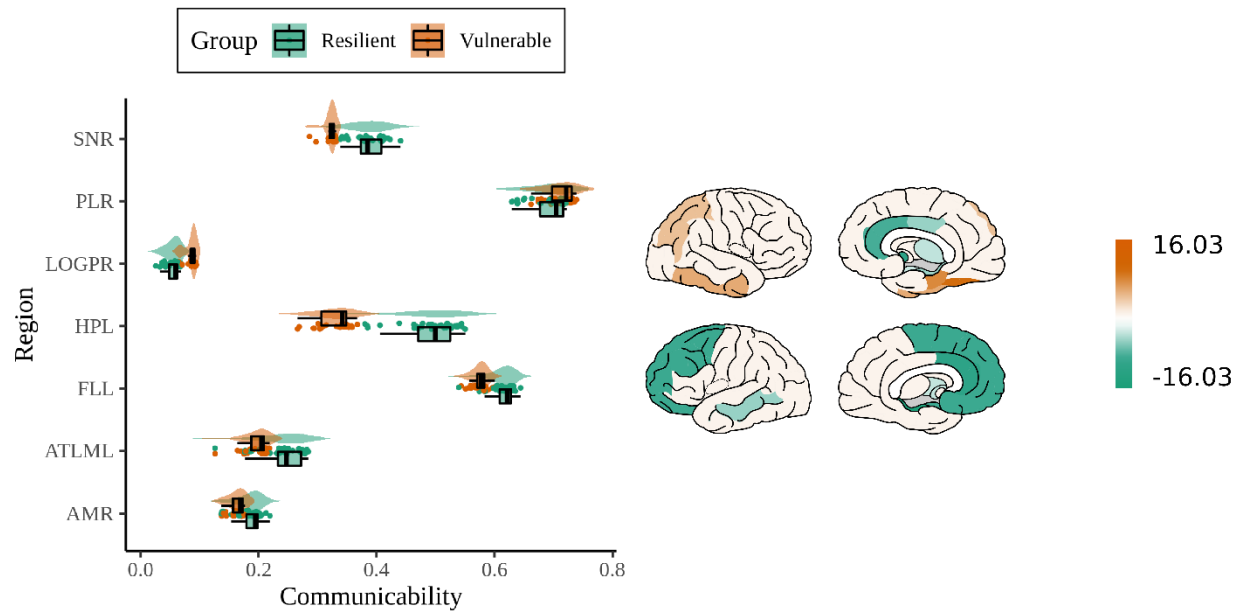 Group Resilient Vulnerable
SNR
PLR
LOGPR
HPL
FLL
ATLML
AMR
Region
0.0 0.2 0.4 0.6 0.8
Communicability
16.03
-16.03